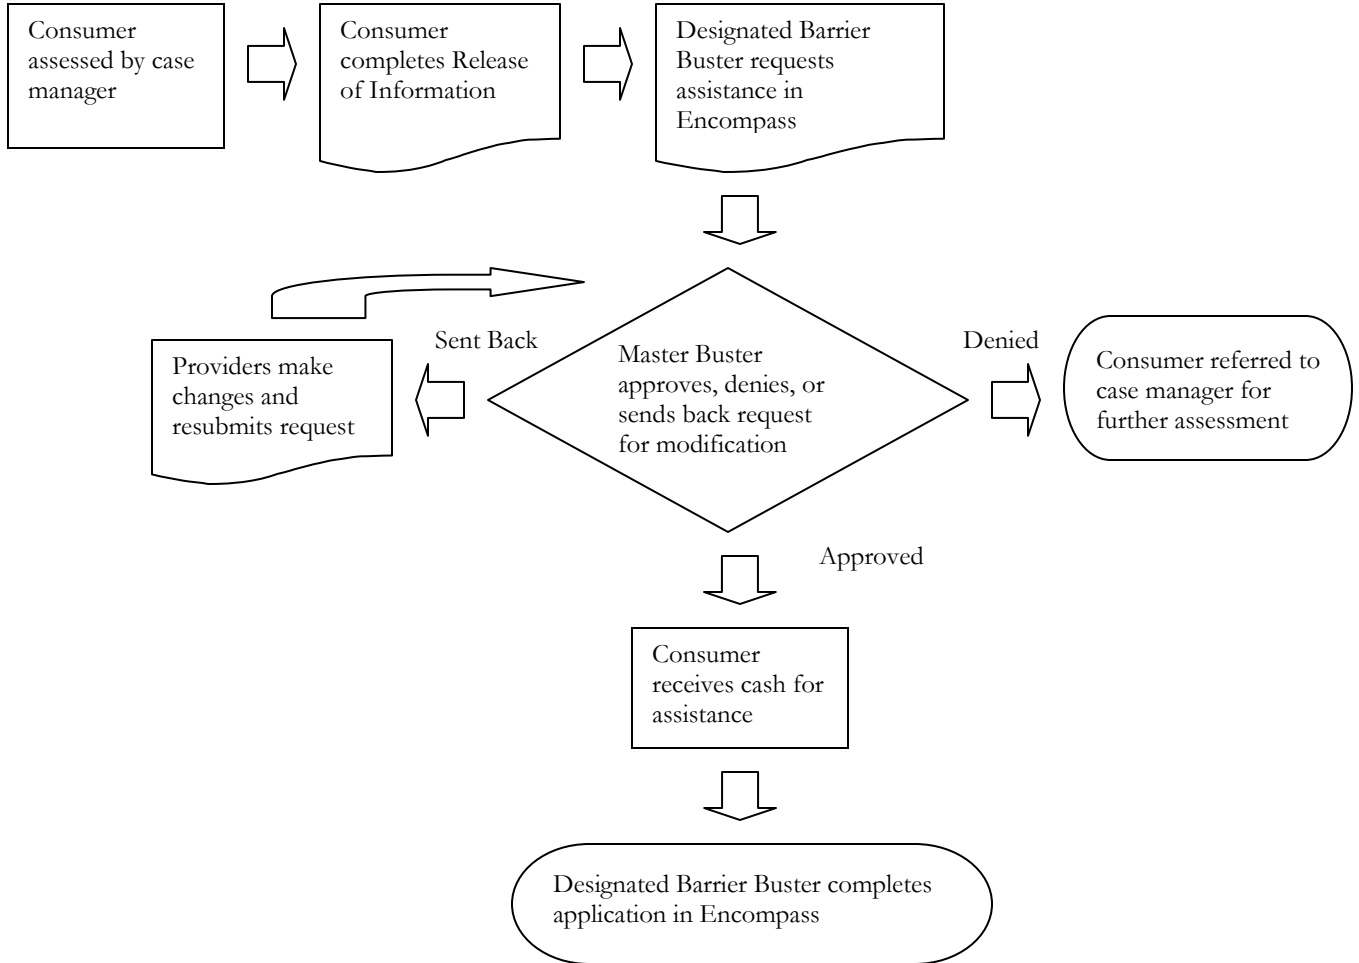 Consumer
assessed by case
manager
Consumer
completes Release
of Information
Designated Barrier
Buster requests
assistance in
Encompass
Sent Back
Denied
Providers make
changes and
resubmits request
Master Buster
approves, denies, or
sends back request
for modification
Consumer referred to
case manager for
further assessment
Approved
Consumer
receives cash for
assistance
Designated Barrier Buster completes
application in Encompass